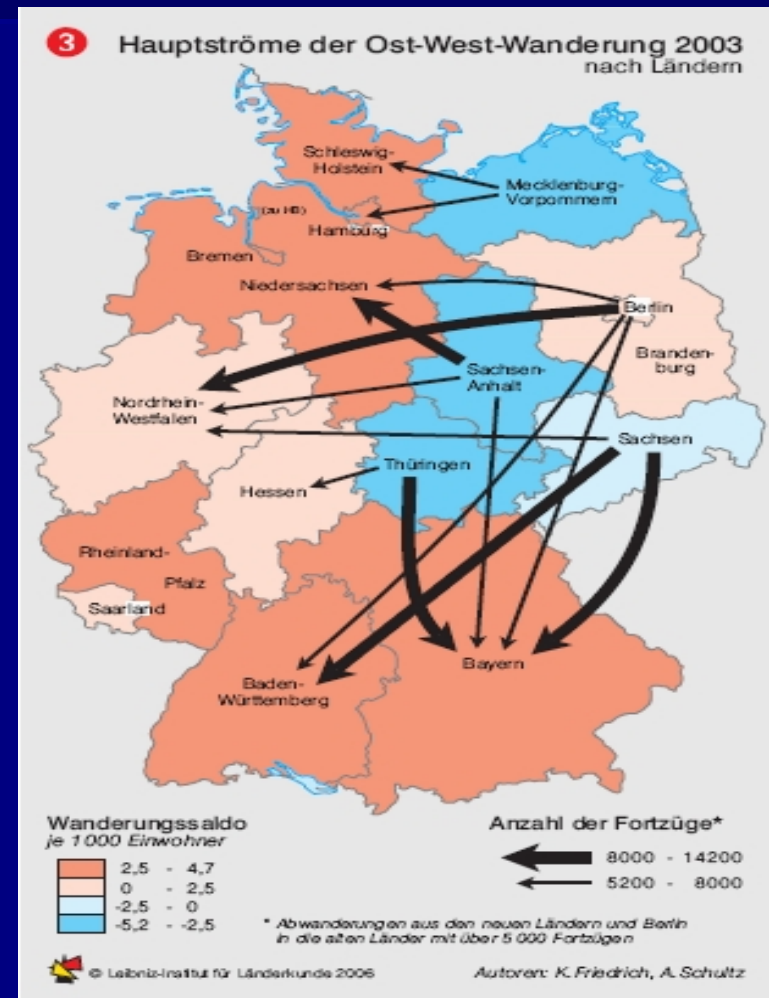 3 Hauptströme der Ost-West-Wanderung 2003
nach Ländern
Schleswig-
Holstein
Mecklenburg-
Vorpommern
(zu HB)
Hamburg
Bremen
Niedersachsen
Berlin
Branden-
burg
Sachsen-
Anhalt
Nordrhein-
Westfalen
Sachsen
Thüringen
Hessen
Rheinland-
Pfalz
Saarland
Bayern
Baden-
Württemberg
Wanderungssaldo
je 1000 Einwohner
2,5 - 4,7
0 - 2,5
-2,5 - 0
-5,2 - -2,5
Anzahl der Fortzüge*
8000 - 14200
5200 - 8000
* Abwanderungen aus den neuen Ländern und Berlin
in die alten Länder mit über 5 000 Fortzügen
© Leibniz-Institut für Länderkunde 2006
Autoren: K. Friedrich, A. Schultz